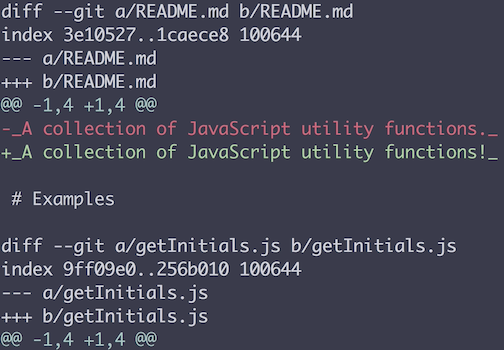 diff --git a/README.md b/README.md
index 3e10527..1caece8 100644
--- a/README.md
+++ b/README.md
@@ -1,4 +1,4 @@
-_A collection of JavaScript utility functions._
+_A collection of JavaScript utility functions!_
# Examples
diff --git a/getInitials.js b/getInitials.js
index 9ff09e0..256b010 100644
--- a/getInitials.js
+++ b/getInitials.js
@@ -1,4 +1,4 @@